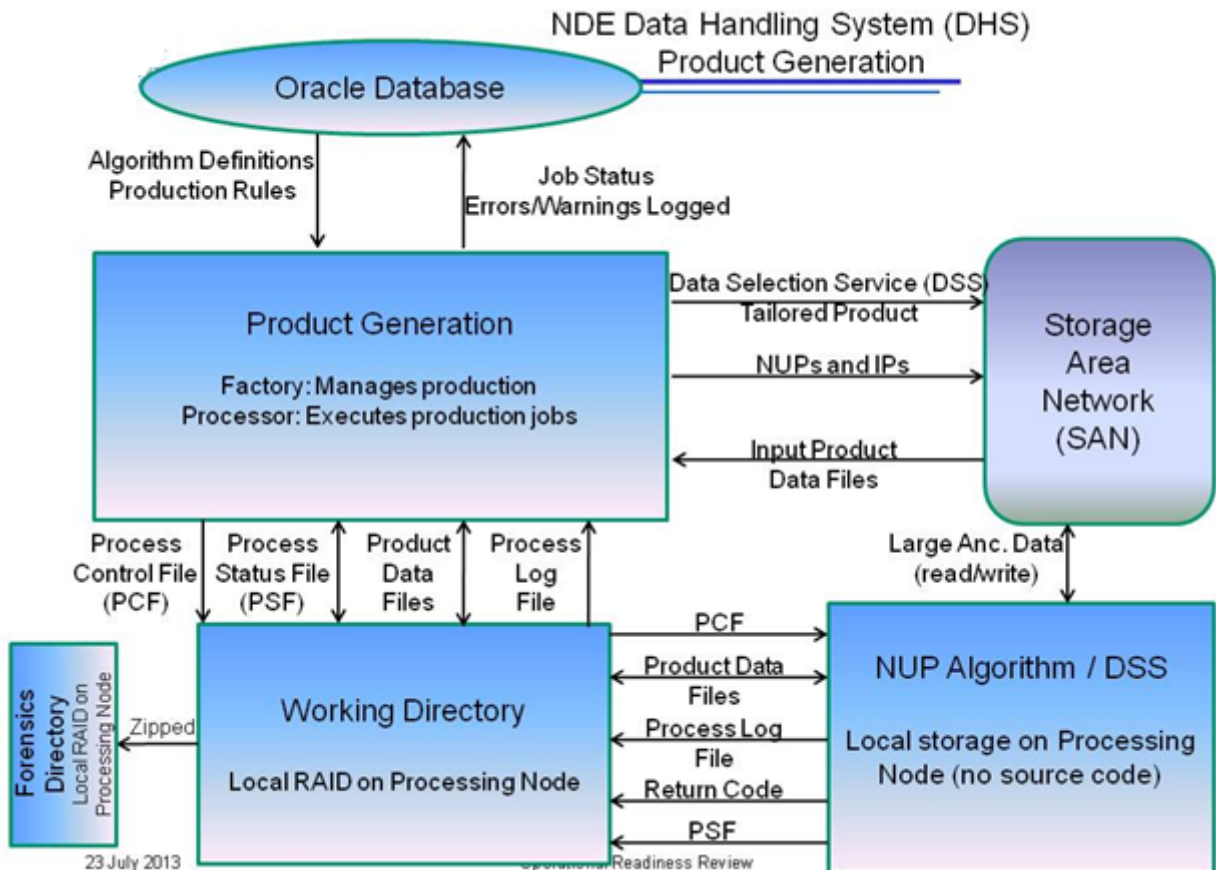 NDE Data Handling System (DHS)
Product Generation
Oracle Database
Algorithm Definitions
Production Rules
Job Status
Errors/Warnings Logged
Product Generation
Factory: Manages production
Processor: Executes production jobs
Data Selection Service (DSS)
Tailored Product
NUPs and IPs
Input Product
Data Files
Storage
Area
Network
(SAN)
Process
Control File
(PCF)
Process
Status File
(PSF)
Product
Data
Files
Process
Log
File
Large Anc. Data
(read/write)
Forensics
Directory
Local RAID on
Processing Node
Zipped
Working Directory
Local RAID on Processing Node
PCF
Product Data
Files
Process Log
File
Return Code
PSF
NUP Algorithm / DSS
Local storage on Processing
Node (no source code)
23 July 2013
Operational Readiness Review